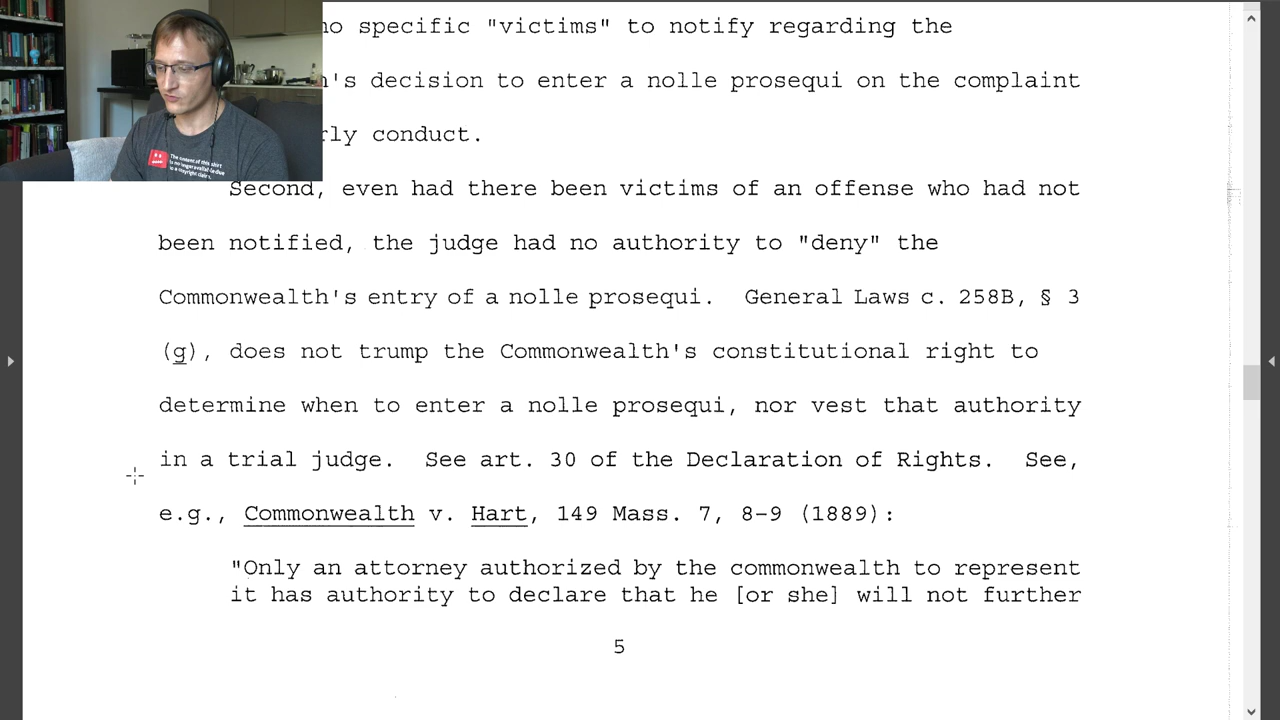 no specific "victims" to notify regarding the
's decision to enter a nolle prosequi on the complaint
rly conduct.
The content of this shirt
Second, even had there been victims of an offense who had not
been notified, the judge had no authority to "deny" the
Commonwealth's entry of a nolle prosequi. General Laws c. 258B, § 3
(g), does not trump the Commonwealth's constitutional right to
determine when to enter a nolle prosequi, nor vest that authority
in a trial judge. See art. 30 of the Declaration of Rights. See,
e.g., Commonwealth v. Hart, 149 Mass. 7, 8-9 (1889):
"Only an attorney authorized by the commonwealth to represent
it has authority to declare that he [or she] will not further
5